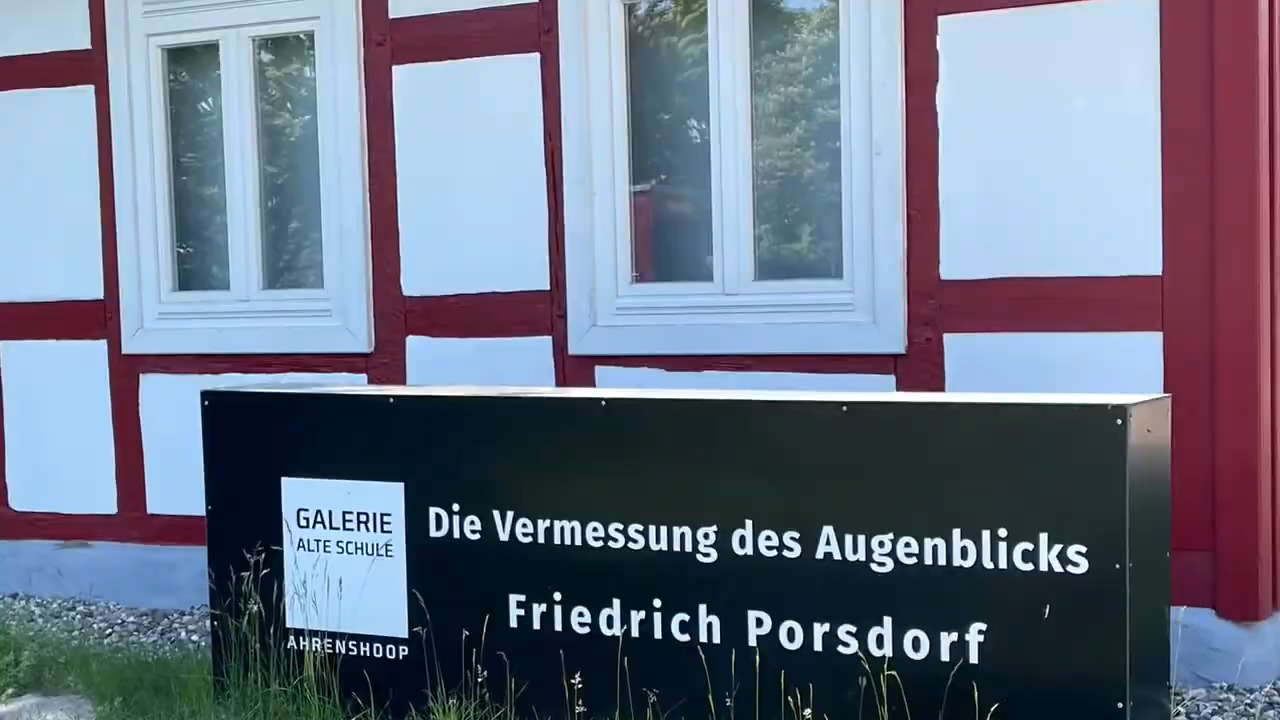 GALERIE
ALTE SCHULE
AHRENSHOOP
Die Vermessung des Augenblicks
Friedrich Porsdorf